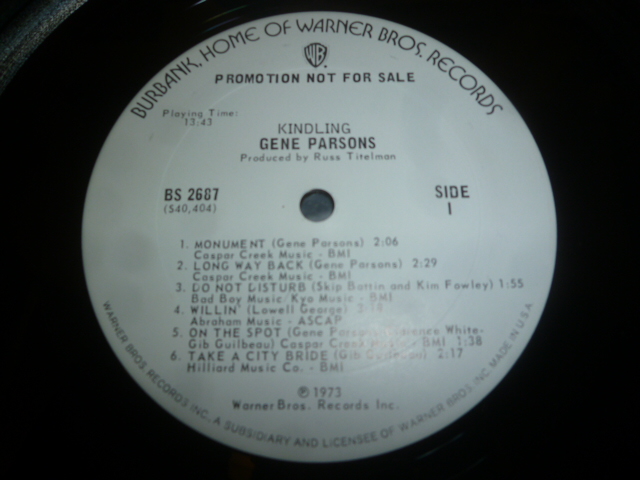 BURBANK, HOME OF WARNER BROS. RECORDS
WB
PROMOTION NOT FOR SALE
Playing Time:
13:43
KINDLING
GENE PARSONS
Produced by Russ Titelman
BS 2687
(S40,404)
SIDE
1
1. MONUMENT (Gene Parsons) 2:06
Caspar Creek Music - BMI
2. LONG WAY BACK (Gene Parsons) 2:29
Caspar Creek Music - BMI
3. DO NOT DISTURB (Skip Battin and Kim Fowley) 1:55
Bad Boy Music/Kyo Music - BMI
4. WILLIN' (Lowell George)
Abraham Music - ASCAP
5. ON THE SPOT (Gene Parsons/Clarence White-
Gib Guilbeau) Caspar Creek Music - BMI 1:38
6. TAKE A CITY BRIDE (Gib Guilbeau) 2:17
Hilliard Music Co. - BMI
℗ 1973
Warner Bros. Records Inc.
WARNER BROS. RECORDS INC., A SUBSIDIARY AND LICENSEE OF WARNER BROS. INC. MADE IN U.S.A.